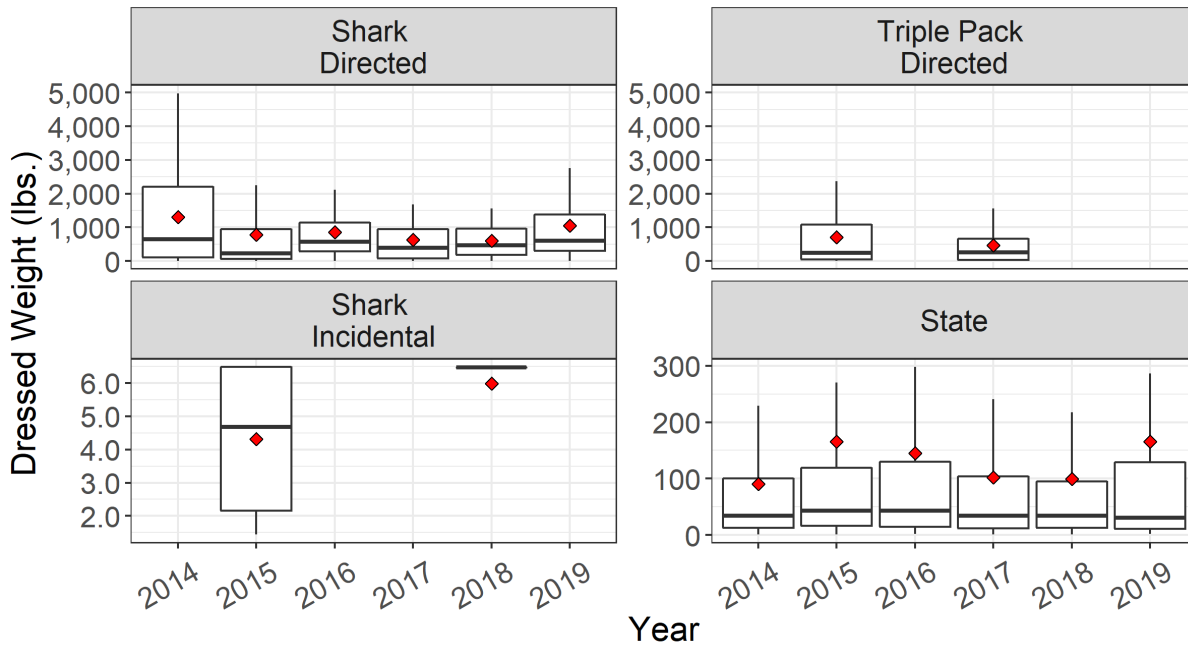 Shark
Directed
Triple Pack
Directed
5,000
4,000
3,000
2,000
1,000
0
5,000
4,000
3,000
2,000
1,000
0
Dressed Weight (lbs.)
Shark
Incidental
State
6.0
5.0
4.0
3.0
2.0
300
200
100
0
2014 2015 2016 2017 2018 2019
2014 2015 2016 2017 2018 2019
Year